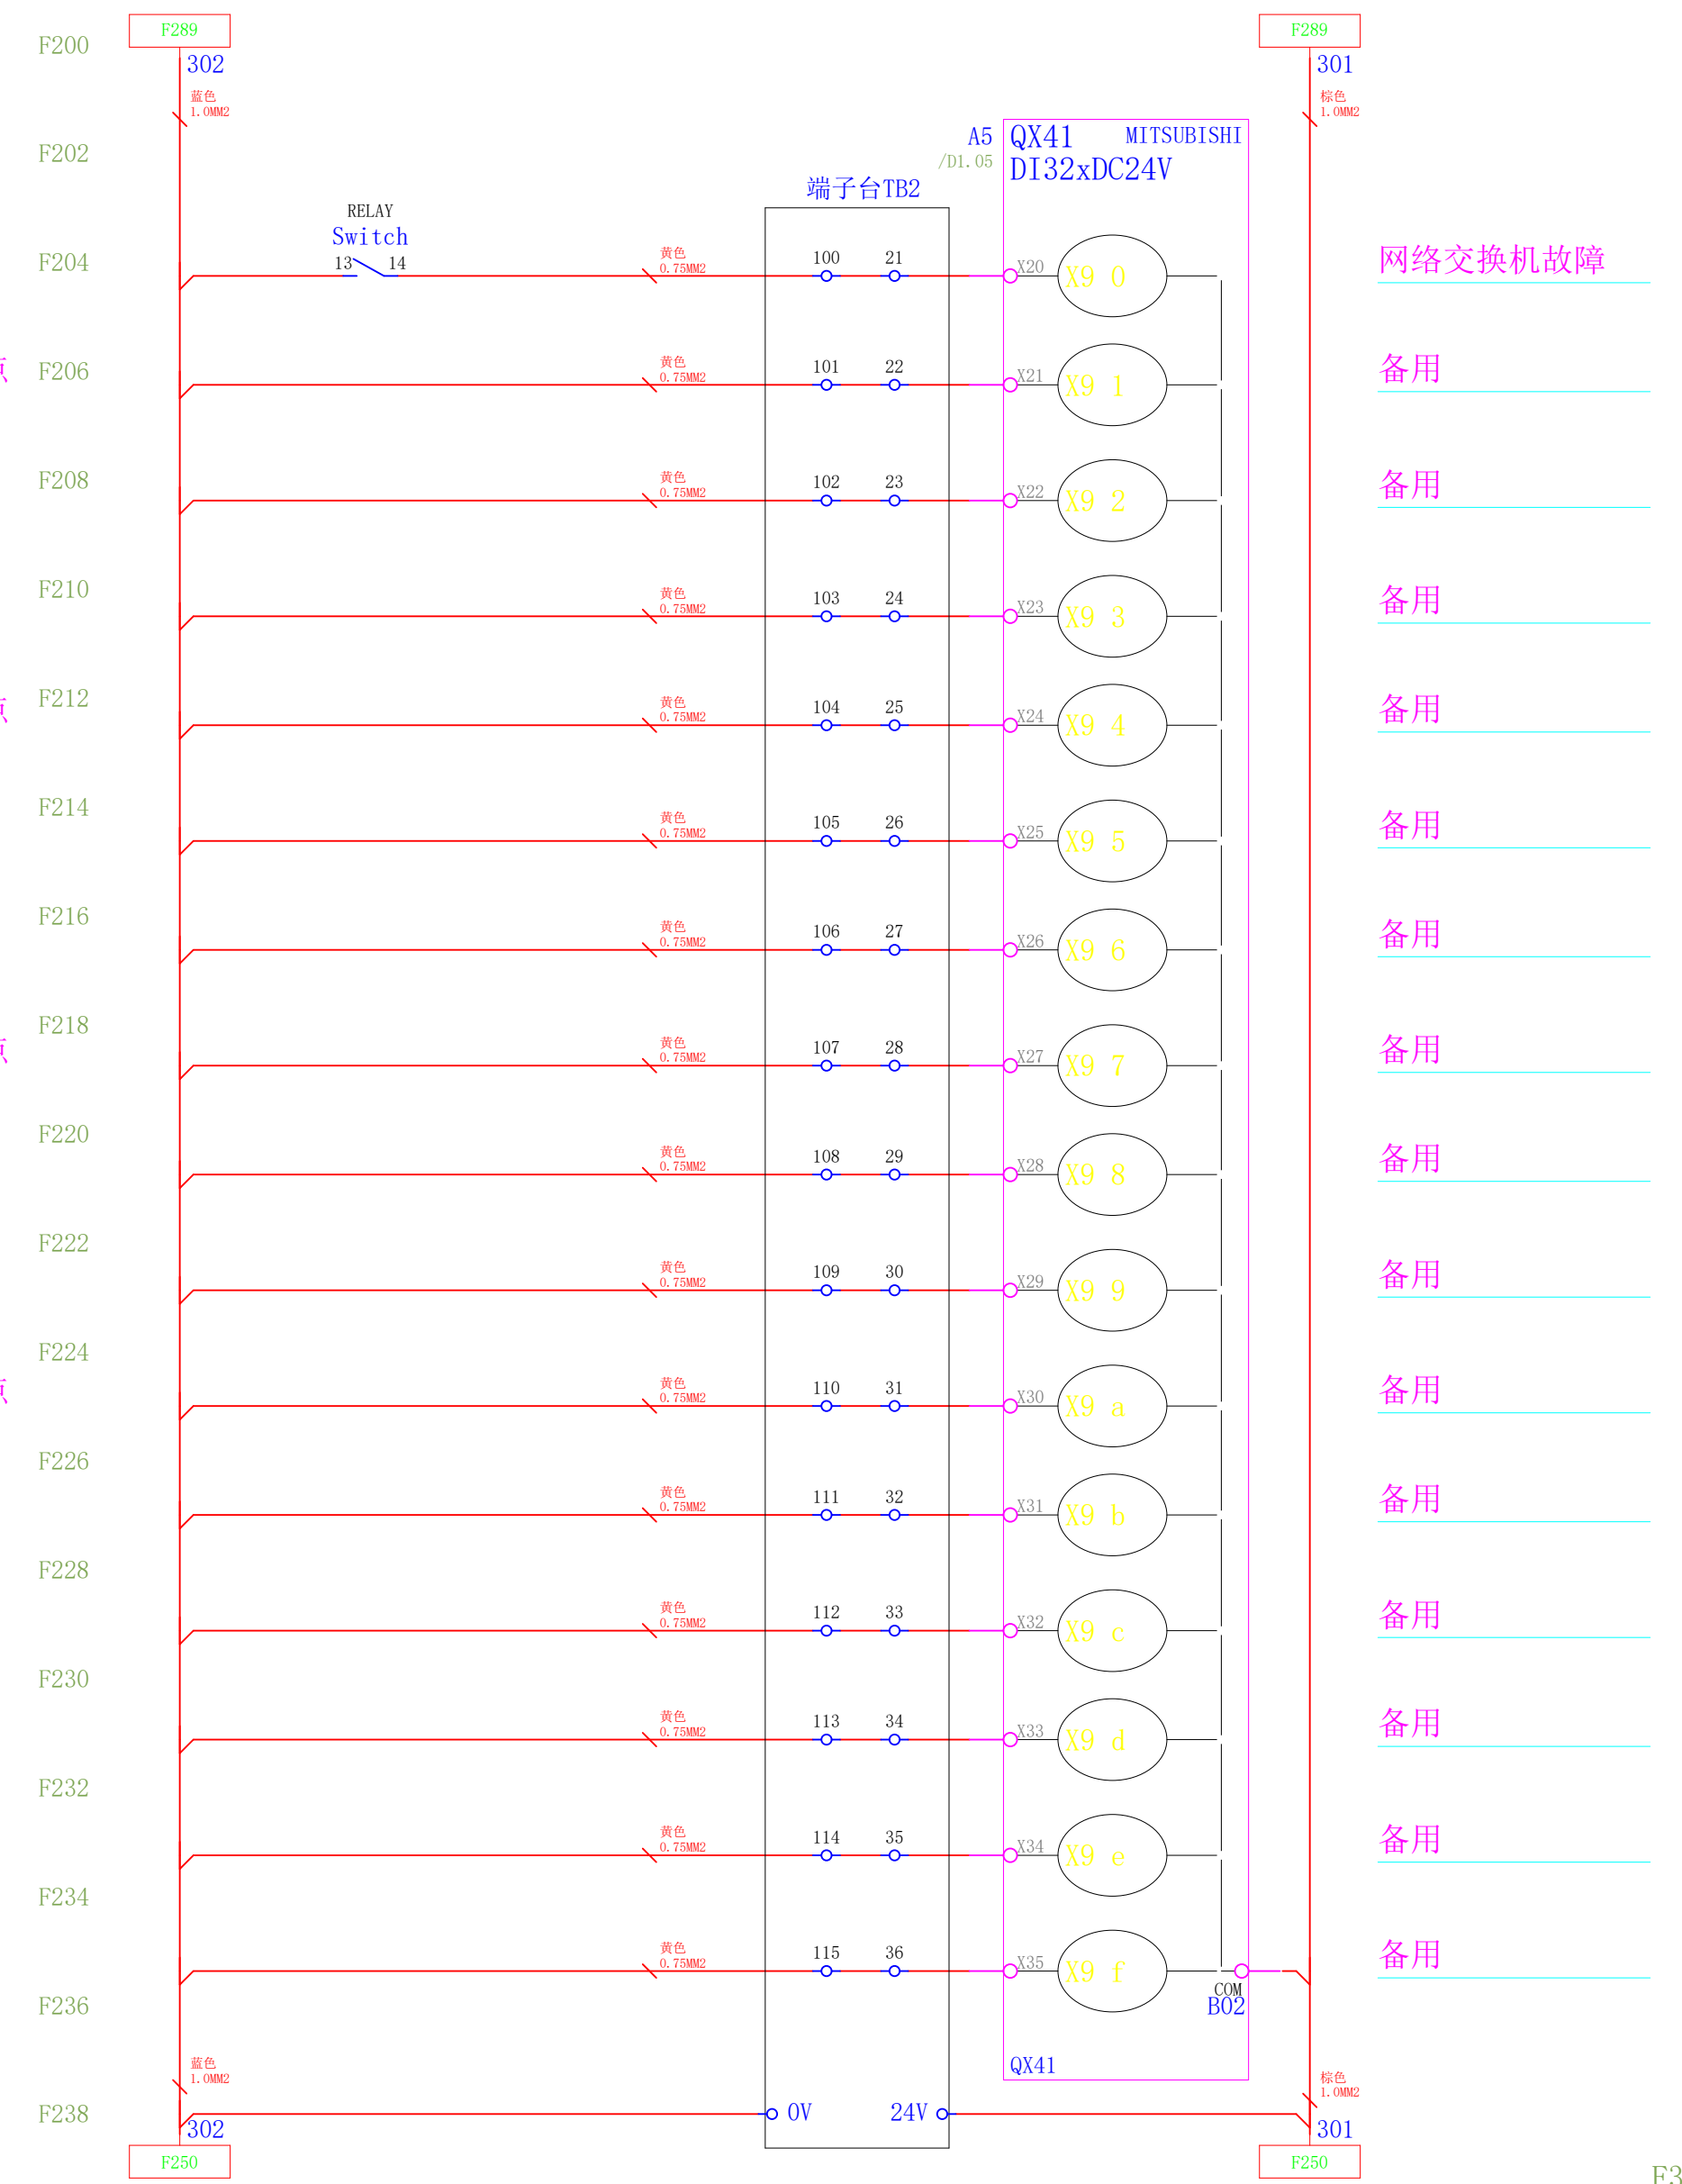 F289
F289
F200
302
301
蓝色
1.0MM2
棕色
1.0MM2
A5
QX41
MITSUBISHI
F202
/D1.05
DI32xDC24V
端子台TB2
RELAY
Switch
F204
13
14
黄色
0.75MM2
100
21
X20
X9 0
网络交换机故障
F206
黄色
0.75MM2
101
22
X21
X9 1
备用
F208
黄色
0.75MM2
102
23
X22
X9 2
备用
F210
黄色
0.75MM2
103
24
X23
X9 3
备用
F212
黄色
0.75MM2
104
25
X24
X9 4
备用
F214
黄色
0.75MM2
105
26
X25
X9 5
备用
F216
黄色
0.75MM2
106
27
X26
X9 6
备用
F218
黄色
0.75MM2
107
28
X27
X9 7
备用
F220
黄色
0.75MM2
108
29
X28
X9 8
备用
F222
黄色
0.75MM2
109
30
X29
X9 9
备用
F224
黄色
0.75MM2
110
31
X30
X9 a
备用
F226
黄色
0.75MM2
111
32
X31
X9 b
备用
F228
黄色
0.75MM2
112
33
X32
X9 c
备用
F230
黄色
0.75MM2
113
34
X33
X9 d
备用
F232
黄色
0.75MM2
114
35
X34
X9 e
备用
F234
黄色
0.75MM2
115
36
X35
X9 f
备用
COM
B02
F236
蓝色
1.0MM2
QX41
棕色
1.0MM2
F238
0V
24V
302
301
F250
F250